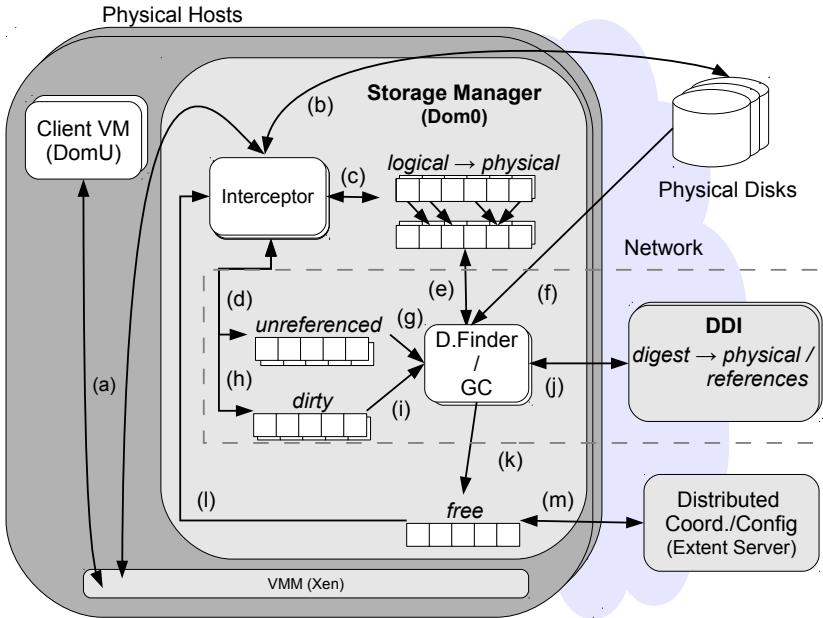 Physical Hosts
Client VM
(DomU)
(b)
Storage Manager
(Dom0)
Physical Disks
Interceptor
(c)
logical → physical
Network
(a)
(d)
(e)
(f)
unreferenced
(g)
D.Finder
/
GC
(h)
dirty
(i)
(j)
DDI
digest → physical /
references
(k)
(l)
free
(m)
Distributed
Coord./Config
(Extent Server)
VMM (Xen)